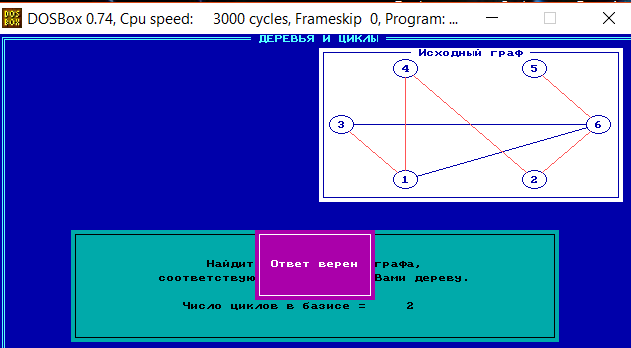 DOSBox 0.74, Cpu speed: 3000 cycles, Frameskip 0, Program: ...
ДЕРЕВЬЯ И ЦИКЛЫ
Исходный граф
4 5
3 6
1 2
Найдит графа,
Ответ верен
соответствую Вами дереву.
Число циклов в базисе = 2